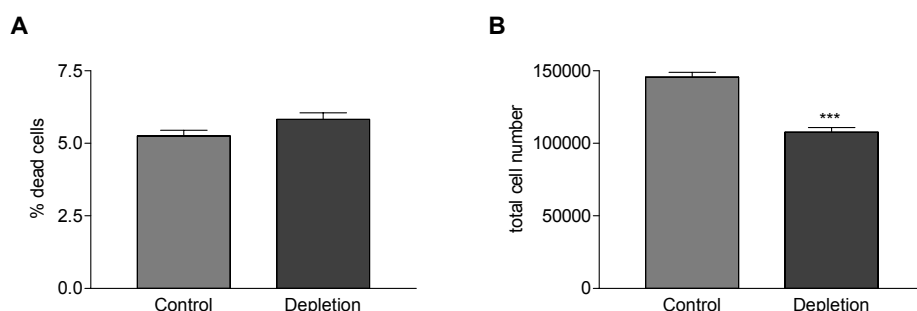 A
% dead cells
7.5
5.0
2.5
0.0
Control Depletion
B
total cell number
150000
100000
50000
0
***
Control Depletion